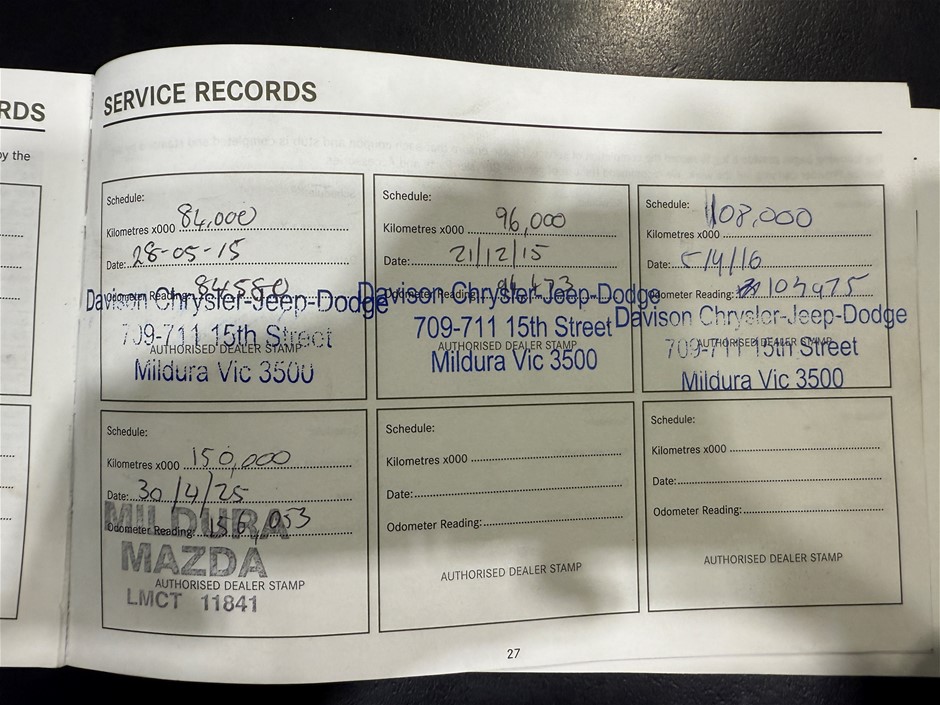 RDS
by the
SERVICE RECORDS
Schedule:
Kilometres x000 84,000
Date: 28-05-15
Odometer Reading: 84580
Davison Chrysler-Jeep-Dodge
709-711 15th Street
AUTHORISED DEALER STAMP
Mildura Vic 3500
Schedule:
Kilometres x000 96,000
Date: 21/12/15
Odometer Reading:
Davison Chrysler-Jeep-Dodge
709-711 15th Street
AUTHORISED DEALER STAMP
Mildura Vic 3500
Schedule: 108,000
Kilometres x000
Date: 5/4/16
Odometer Reading:
Davison Chrysler-Jeep-Dodge
AUTHORISED DEALER STAMP
709-711 15th Street
Mildura Vic 3500
Schedule:
Kilometres x000 150,000
Date: 30/4/25
MILDURA
Odometer Reading:
MAZDA
AUTHORISED DEALER STAMP
LMCT 11841
Schedule:
Kilometres x000
Date:
Odometer Reading:
AUTHORISED DEALER STAMP
Schedule:
Kilometres x000
Date:
Odometer Reading:
AUTHORISED DEALER STAMP
27